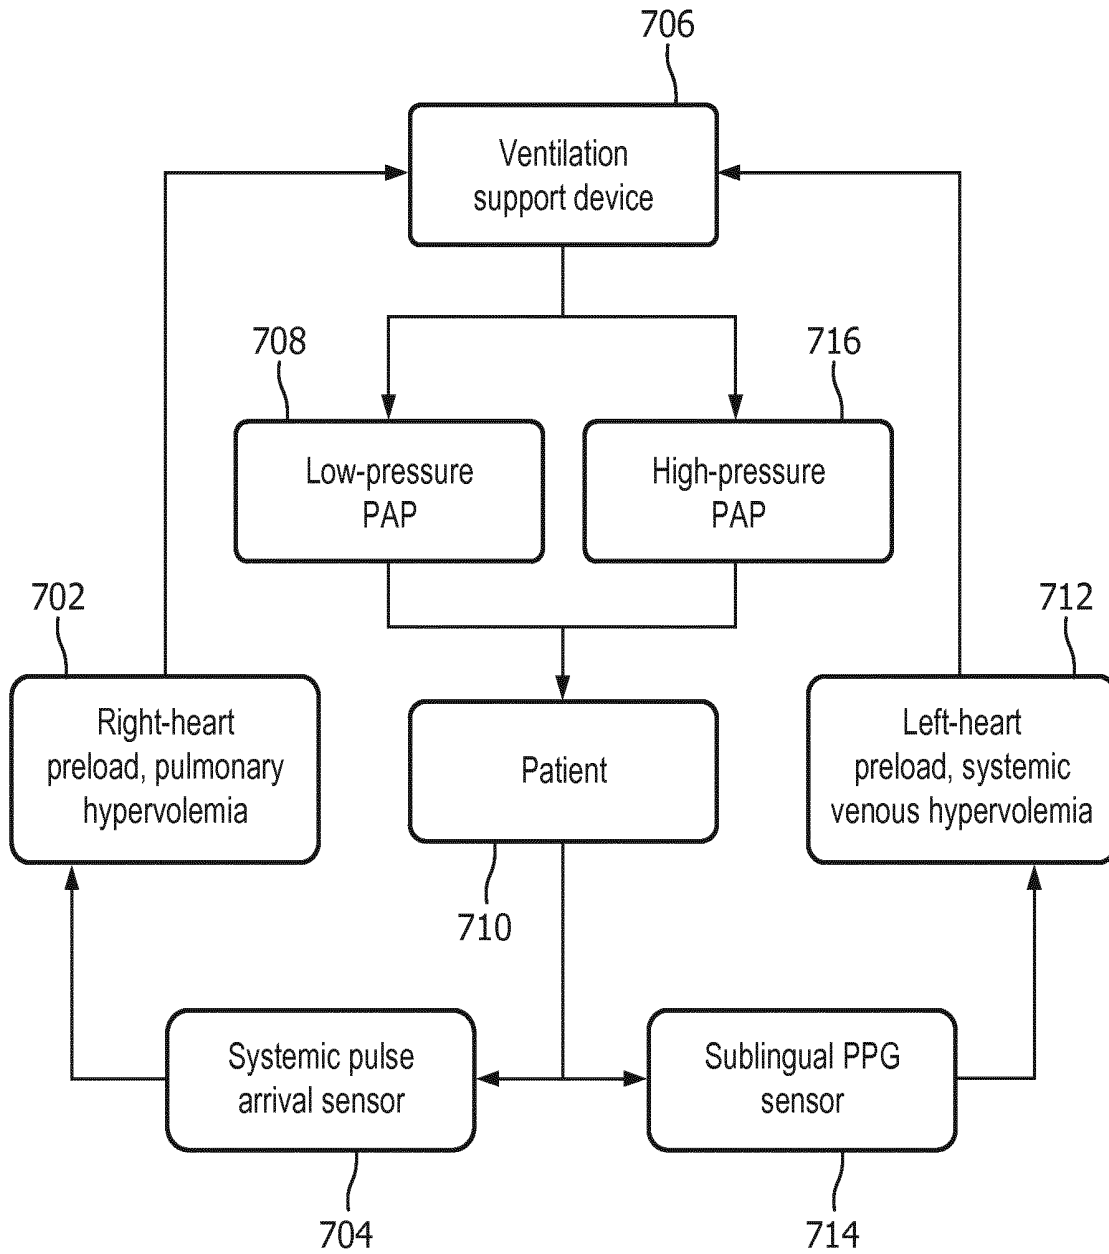 706
Ventilation
support device
708
716
Low-pressure
PAP
High-pressure
PAP
702
712
Right-heart
preload, pulmonary
hypervolemia
Patient
Left-heart
preload, systemic
venous hypervolemia
710
Systemic pulse
arrival sensor
Sublingual PPG
sensor
704
714